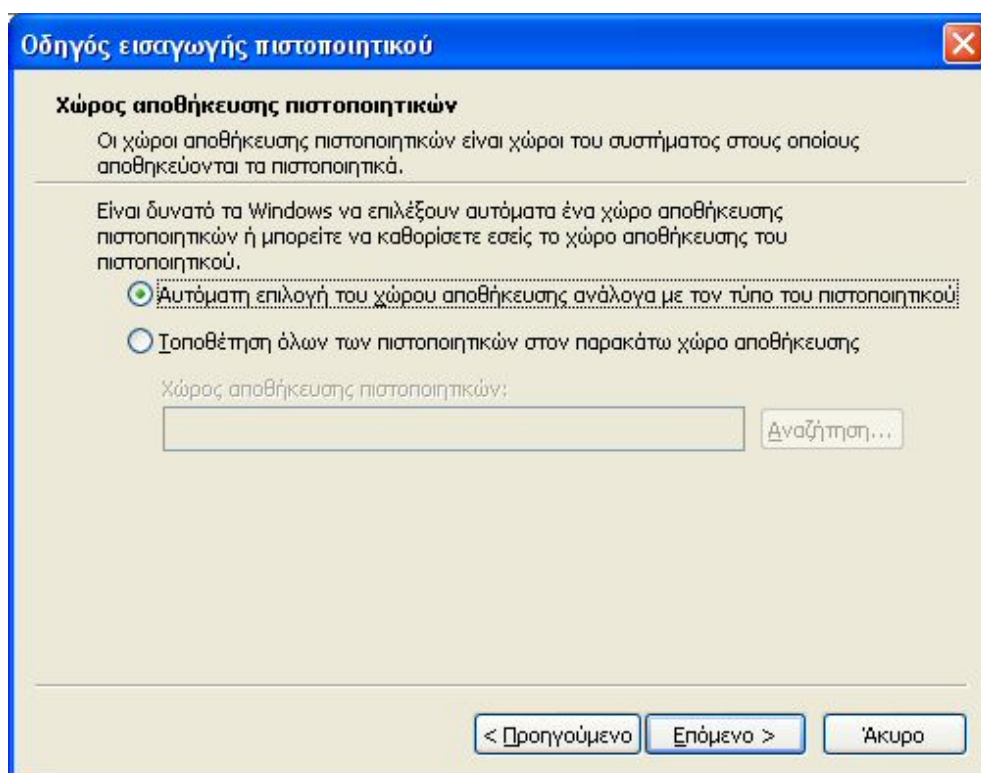 Οδηγός εισαγωγής πιστοποιητικού
Χώρος αποθήκευσης πιστοποιητικών
Οι χώροι αποθήκευσης πιστοποιητικών είναι χώροι του συστήματος στους οποίους
αποθηκεύονται τα πιστοποιητικά.
Είναι δυνατό τα Windows να επιλέξουν αυτόματα ένα χώρο αποθήκευσης
πιστοποιητικών ή μπορείτε να καθορίσετε εσείς το χώρο αποθήκευσης του
πιστοποιητικού.
Αυτόματη επιλογή του χώρου αποθήκευσης ανάλογα με τον τύπο του πιστοποιητικού
Τοποθέτηση όλων των πιστοποιητικών στον παρακάτω χώρο αποθήκευσης
Χώρος αποθήκευσης πιστοποιητικών:
Αναζήτηση...
< Προηγούμενο Επόμενο > Άκυρο